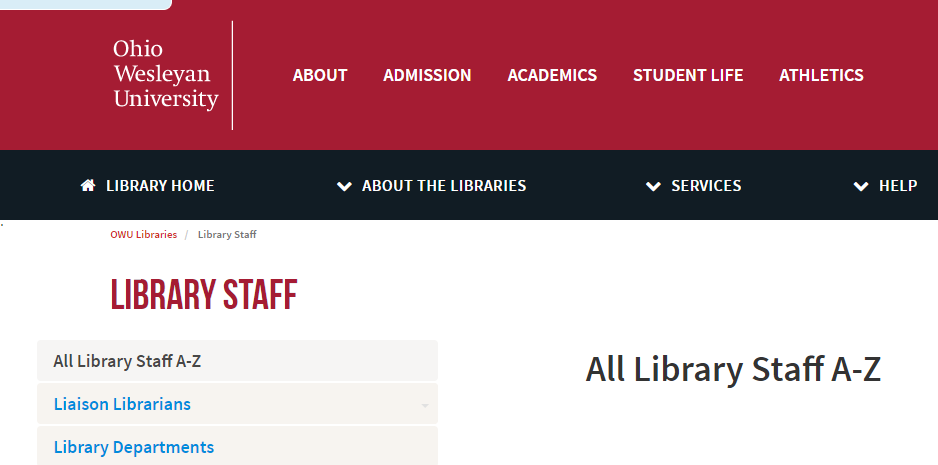 Ohio
Wesleyan
University
ABOUT ADMISSION ACADEMICS STUDENT LIFE ATHLETICS
LIBRARY HOME ABOUT THE LIBRARIES SERVICES HELP
OWU Libraries / Library Staff
LIBRARY STAFF
All Library Staff A-Z
Liaison Librarians
Library Departments
All Library Staff A-Z